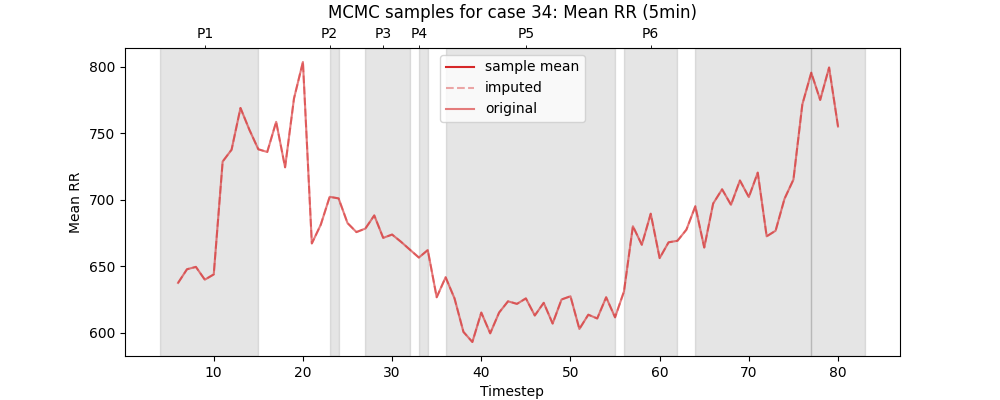 MCMC samples for case 34: Mean RR (5min)
P1 P2 P3 P4 P5 P6
sample mean
imputed
original
800
750
700
650
600
Mean RR
10 20 30 40 50 60 70 80
Timestep